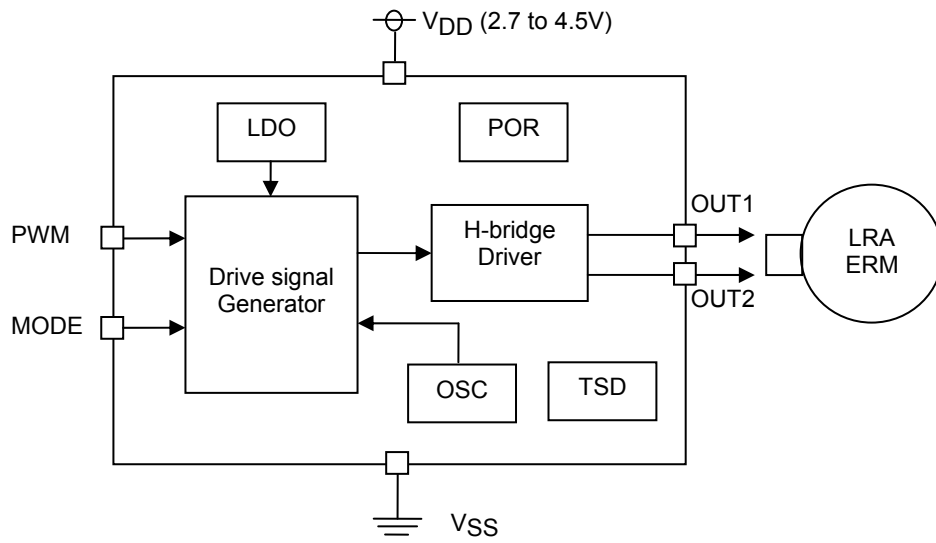 VDD (2.7 to 4.5V)
LDO
POR
PWM
MODE
Drive signal
Generator
H-bridge
Driver
OUT1
OUT2
LRA
ERM
OSC
TSD
VSS